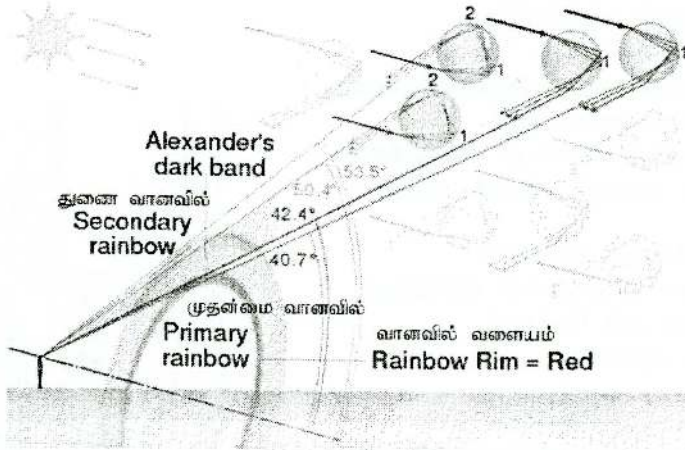 2
1
1
1
2
1
Alexander's
dark band
53.5°
50.4°
துணை வானவில்
Secondary
rainbow
42.4°
40.7°
முதன்மை வானவில்
Primary
rainbow
வானவில் வளையம்
Rainbow Rim = Red